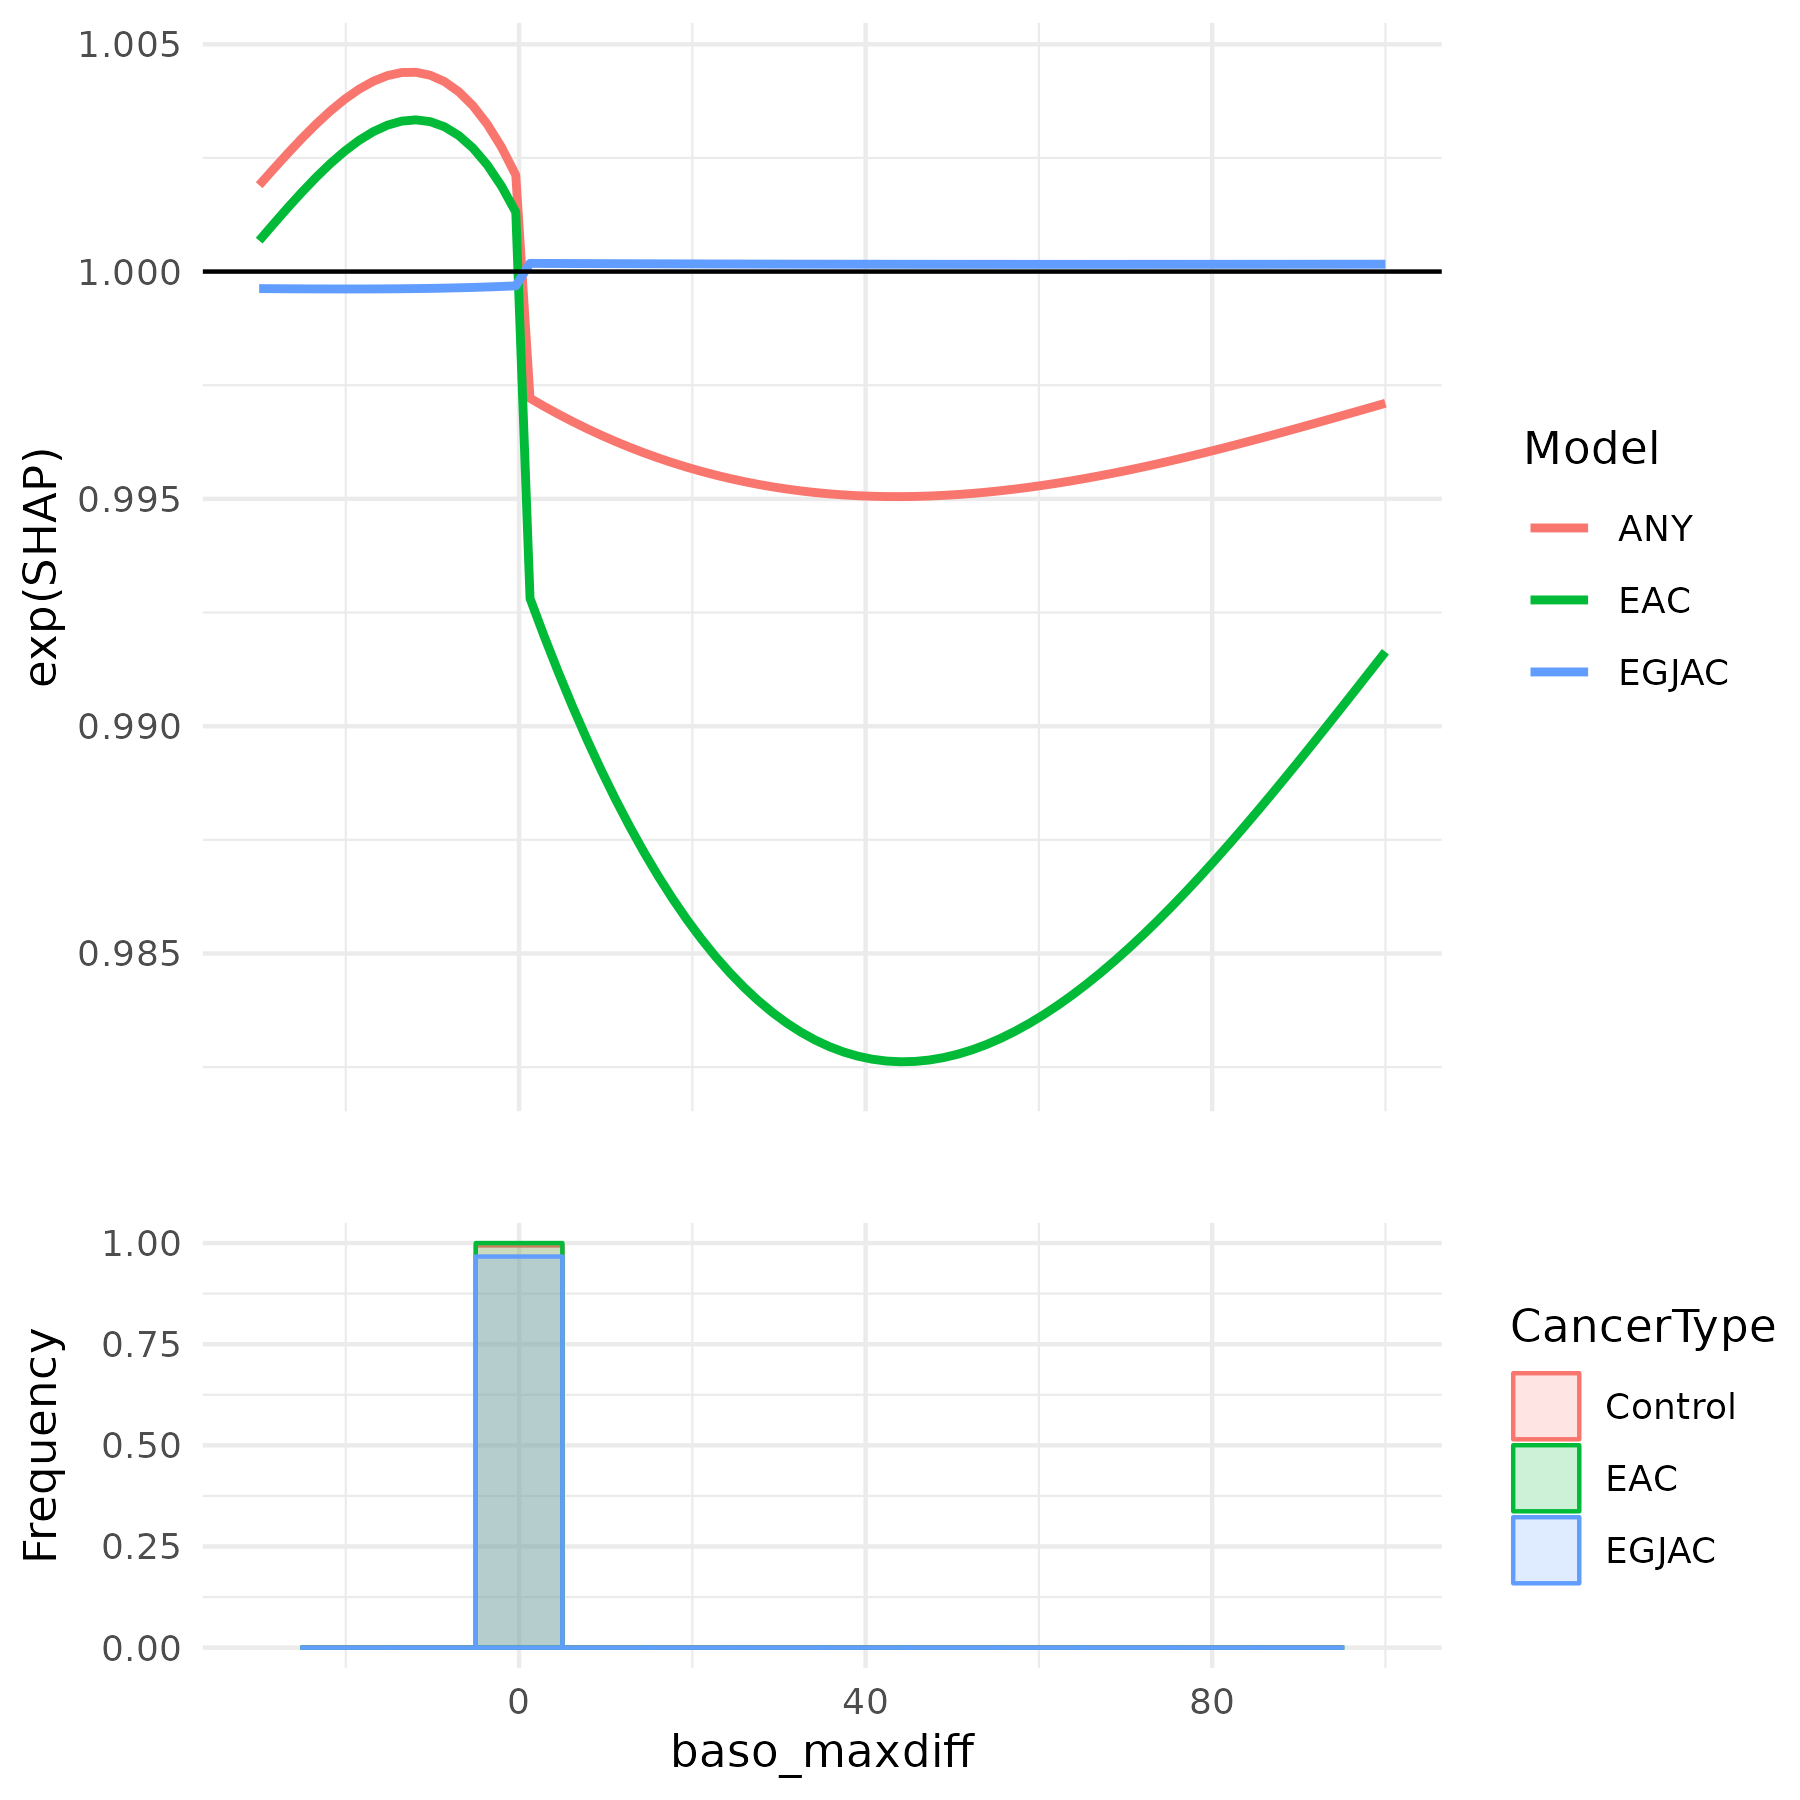 1.005
1.000
0.995
0.990
0.985
exp(SHAP)
Model
ANY
EAC
EGJAC
1.00
0.75
0.50
0.25
0.00
Frequency
0
40
80
baso_maxdiff
CancerType
Control
EAC
EGJAC